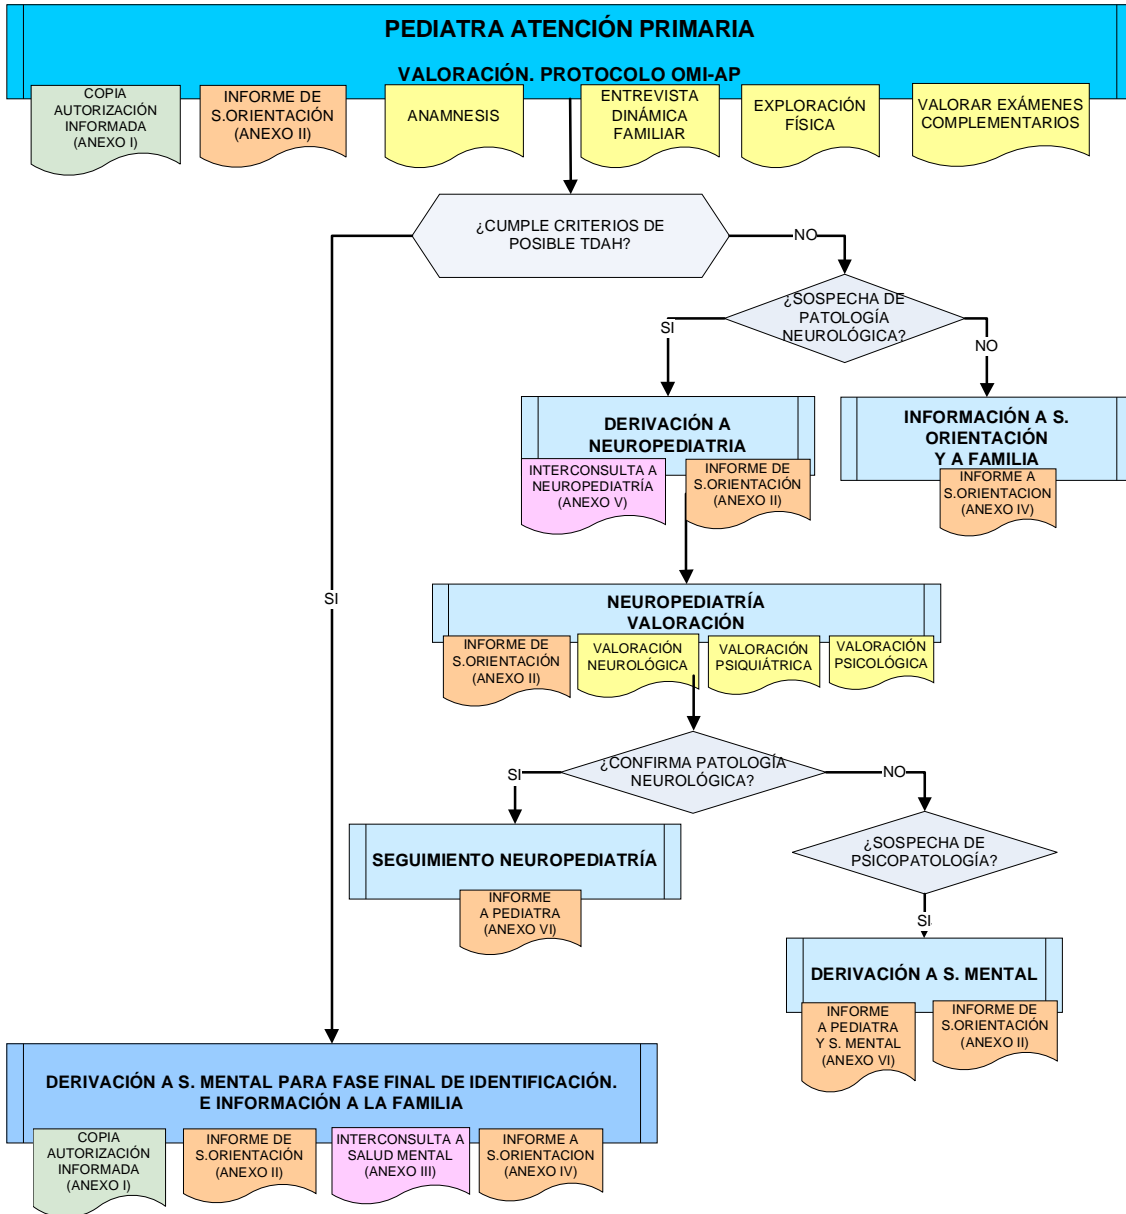 PEDIATRA ATENCIÓN PRIMARIA
VALORACIÓN. PROTOCOLO OMI-AP
COPIA
AUTORIZACIÓN
INFORMADA
(ANEXO I)
INFORME DE
S.ORIENTACIÓN
(ANEXO II)
ANAMNESIS
ENTREVISTA
DINÁMICA
FAMILIAR
EXPLORACIÓN
FÍSICA
VALORAR EXÁMENES
COMPLEMENTARIOS
¿CUMPLE CRITERIOS DE
POSIBLE TDAH?
NO
¿SOSPECHA DE
PATOLOGÍA
NEUROLÓGICA?
SI
NO
DERIVACIÓN A
NEUROPEDIATRIA
INTERCONSULTA A
NEUROPEDIATRÍA
(ANEXO V)
INFORME DE
S.ORIENTACIÓN
(ANEXO II)
INFORMACIÓN A S.
ORIENTACIÓN
Y A FAMILIA
INFORME A
S.ORIENTACION
(ANEXO IV)
SI
NEUROPEDIATRÍA
VALORACIÓN
INFORME DE
S.ORIENTACIÓN
(ANEXO II)
VALORACIÓN
NEUROLÓGICA
VALORACIÓN
PSIQUIÁTRICA
VALORACIÓN
PSICOLÓGICA
¿CONFIRMA PATOLOGÍA
NEUROLÓGICA?
SI
NO
SEGUIMIENTO NEUROPEDIATRÍA
INFORME
A PEDIATRA
(ANEXO VI)
¿SOSPECHA DE
PSICOPATOLOGÍA?
SI
DERIVACIÓN A S. MENTAL
INFORME
A PEDIATRA
Y S. MENTAL
(ANEXO VI)
INFORME DE
S.ORIENTACIÓN
(ANEXO II)
DERIVACIÓN A S. MENTAL PARA FASE FINAL DE IDENTIFICACIÓN.
E INFORMACIÓN A LA FAMILIA
COPIA
AUTORIZACIÓN
INFORMADA
(ANEXO I)
INFORME DE
S.ORIENTACIÓN
(ANEXO II)
INTERCONSULTA A
SALUD MENTAL
(ANEXO III)
INFORME A
S.ORIENTACION
(ANEXO IV)